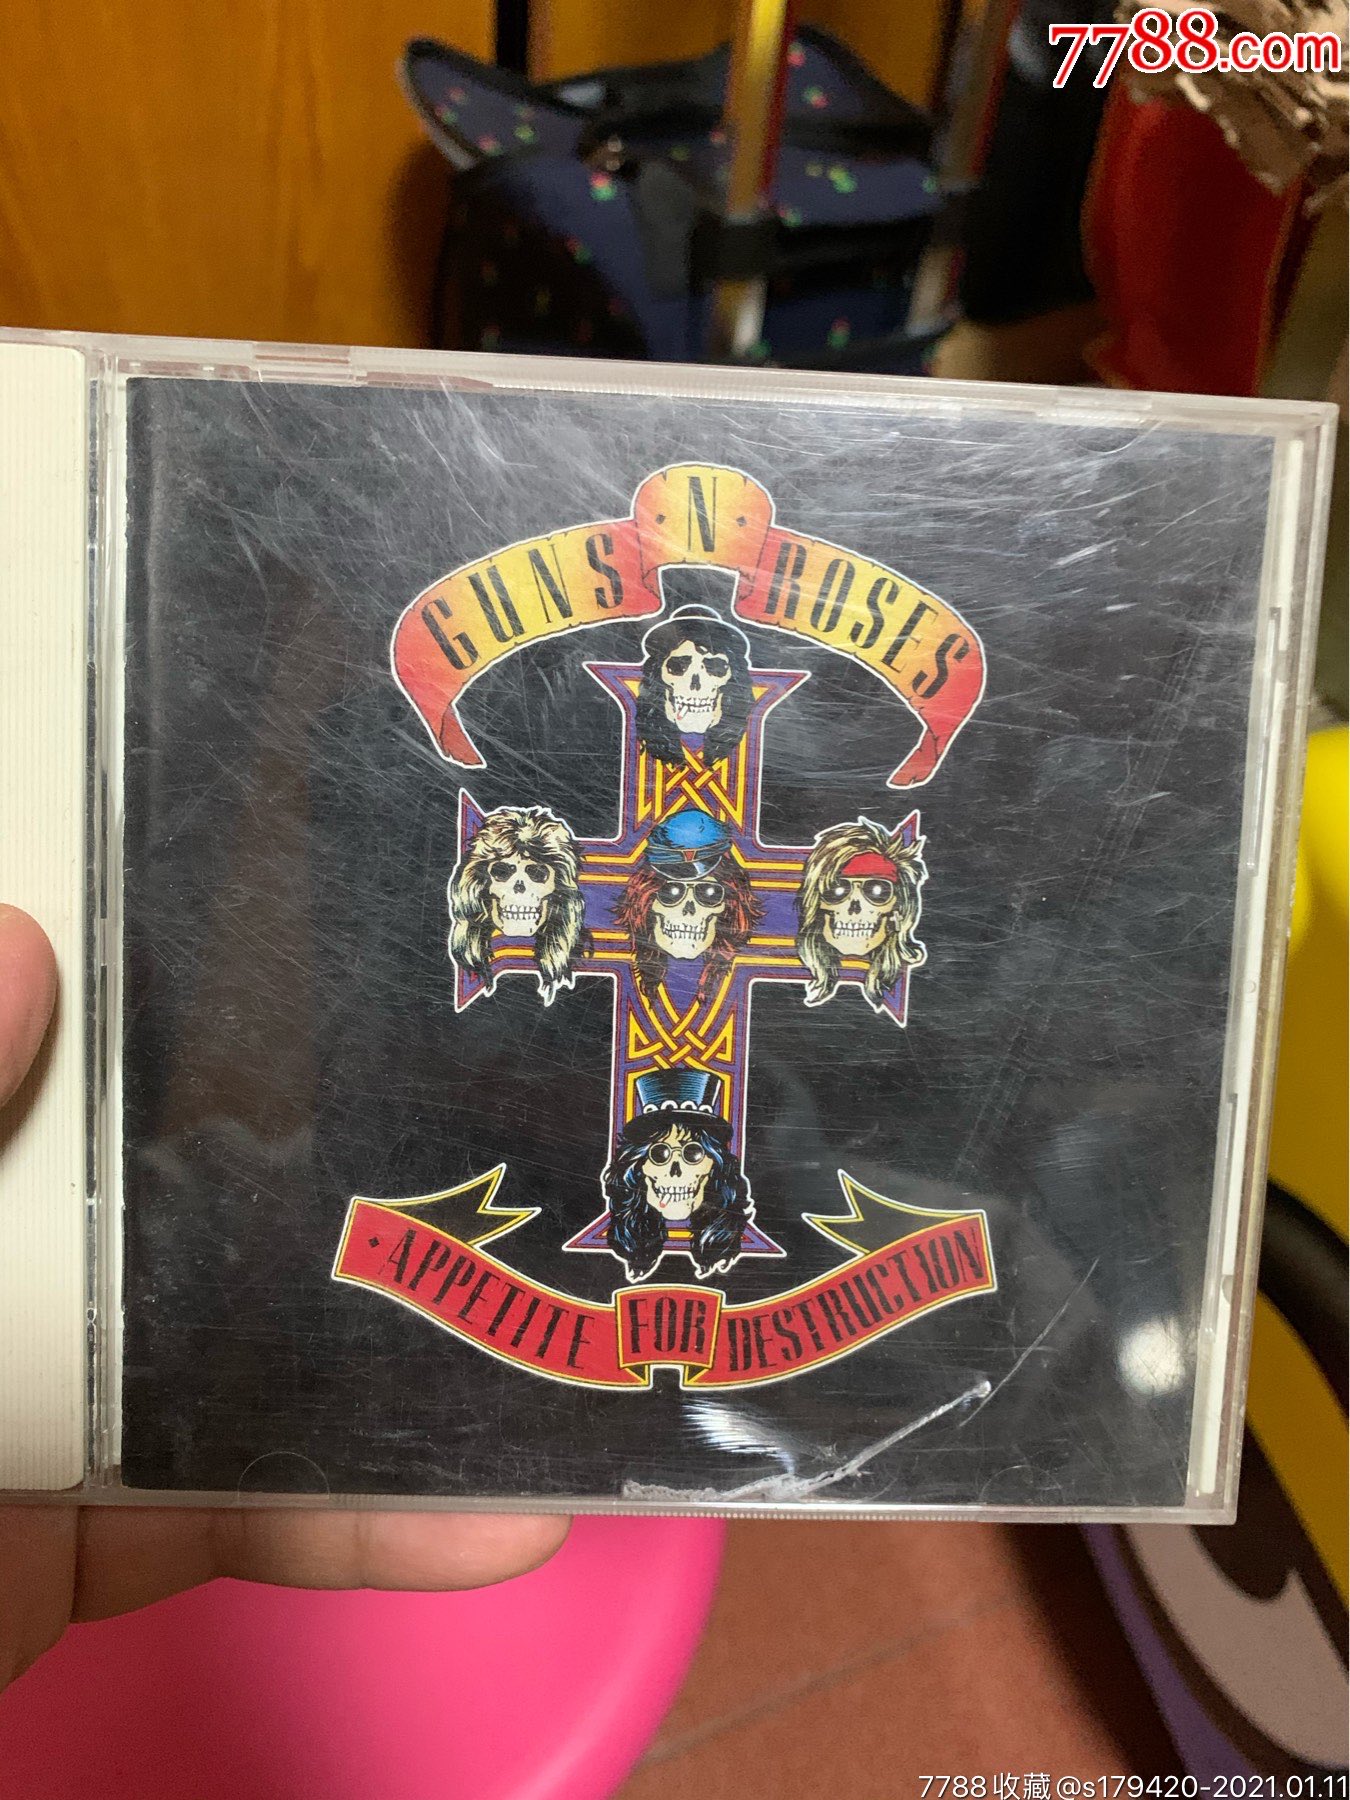 7788.com
GUNS N ROSES
APPETITE FOR DESTRUCTION
7788收藏@s179420-2021.01.11